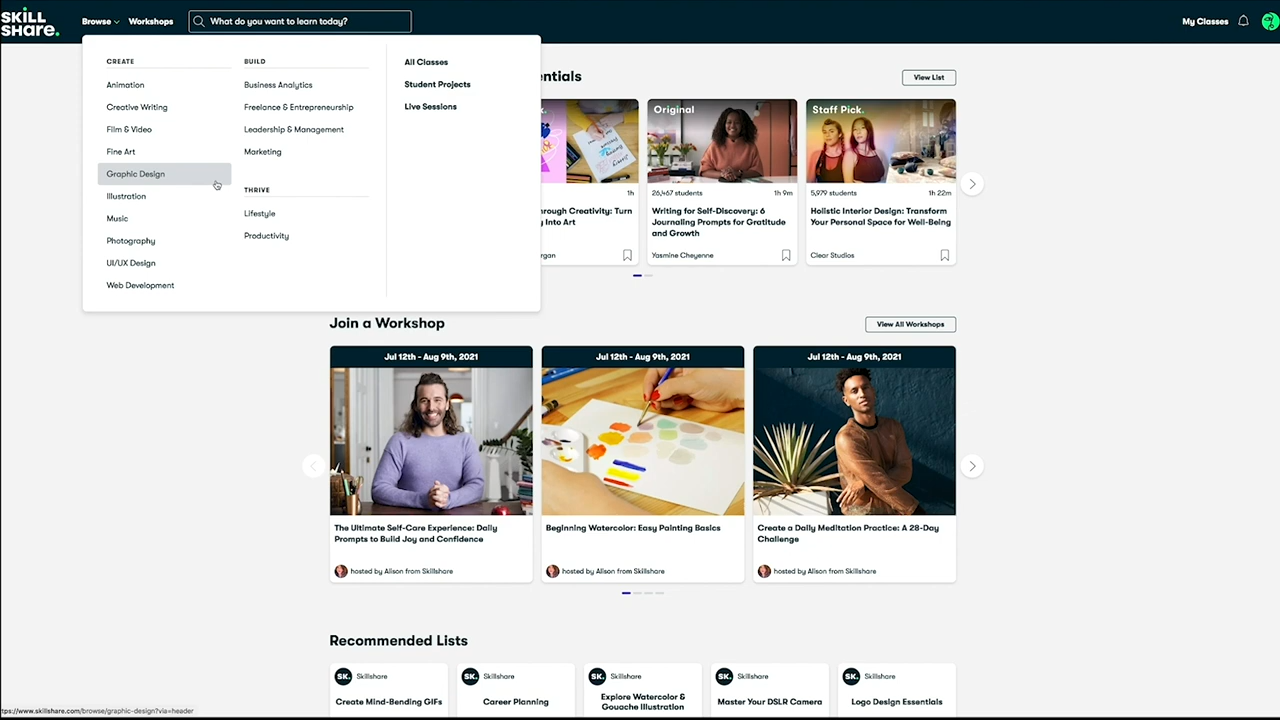 SKILL
SHARE.
Browse
Workshops
What do you want to learn today?
My Classes
CREATE
Animation
Creative Writing
Film & Video
Fine Art
Graphic Design
Illustration
Music
Photography
UI/UX Design
Web Development
BUILD
Business Analytics
Freelance & Entrepreneurship
Leadership & Management
Marketing
THRIVE
Lifestyle
Productivity
All Classes
Student Projects
Live Sessions
entials
View List
1h
hrough Creativity: Turn
y Into Art
rgan
Original
26,467 students
1h 9m
Writing for Self-Discovery: 6
Journaling Prompts for Gratitude
and Growth
Yasmine Cheyenne
Staff Pick.
5,979 students
1h 22m
Holistic Interior Design: Transform
Your Personal Space for Well-Being
Clear Studios
Join a Workshop
View All Workshops
Jul 12th - Aug 9th, 2021
The Ultimate Self-Care Experience: Daily
Prompts to Build Joy and Confidence
hosted by Alison from Skillshare
Jul 12th - Aug 9th, 2021
Beginning Watercolor: Easy Painting Basics
hosted by Alison from Skillshare
Jul 12th - Aug 9th, 2021
Create a Daily Meditation Practice: A 28-Day
Challenge
hosted by Alison from Skillshare
Recommended Lists
SK. Skillshare
Create Mind-Bending GIFs
SK. Skillshare
Career Planning
SK. Skillshare
Explore Watercolor &
Gouache Illustration
SK. Skillshare
Master Your DSLR Camera
SK. Skillshare
Logo Design Essentials
ttps://www.skillshare.com/browse/graphic-design?via=header